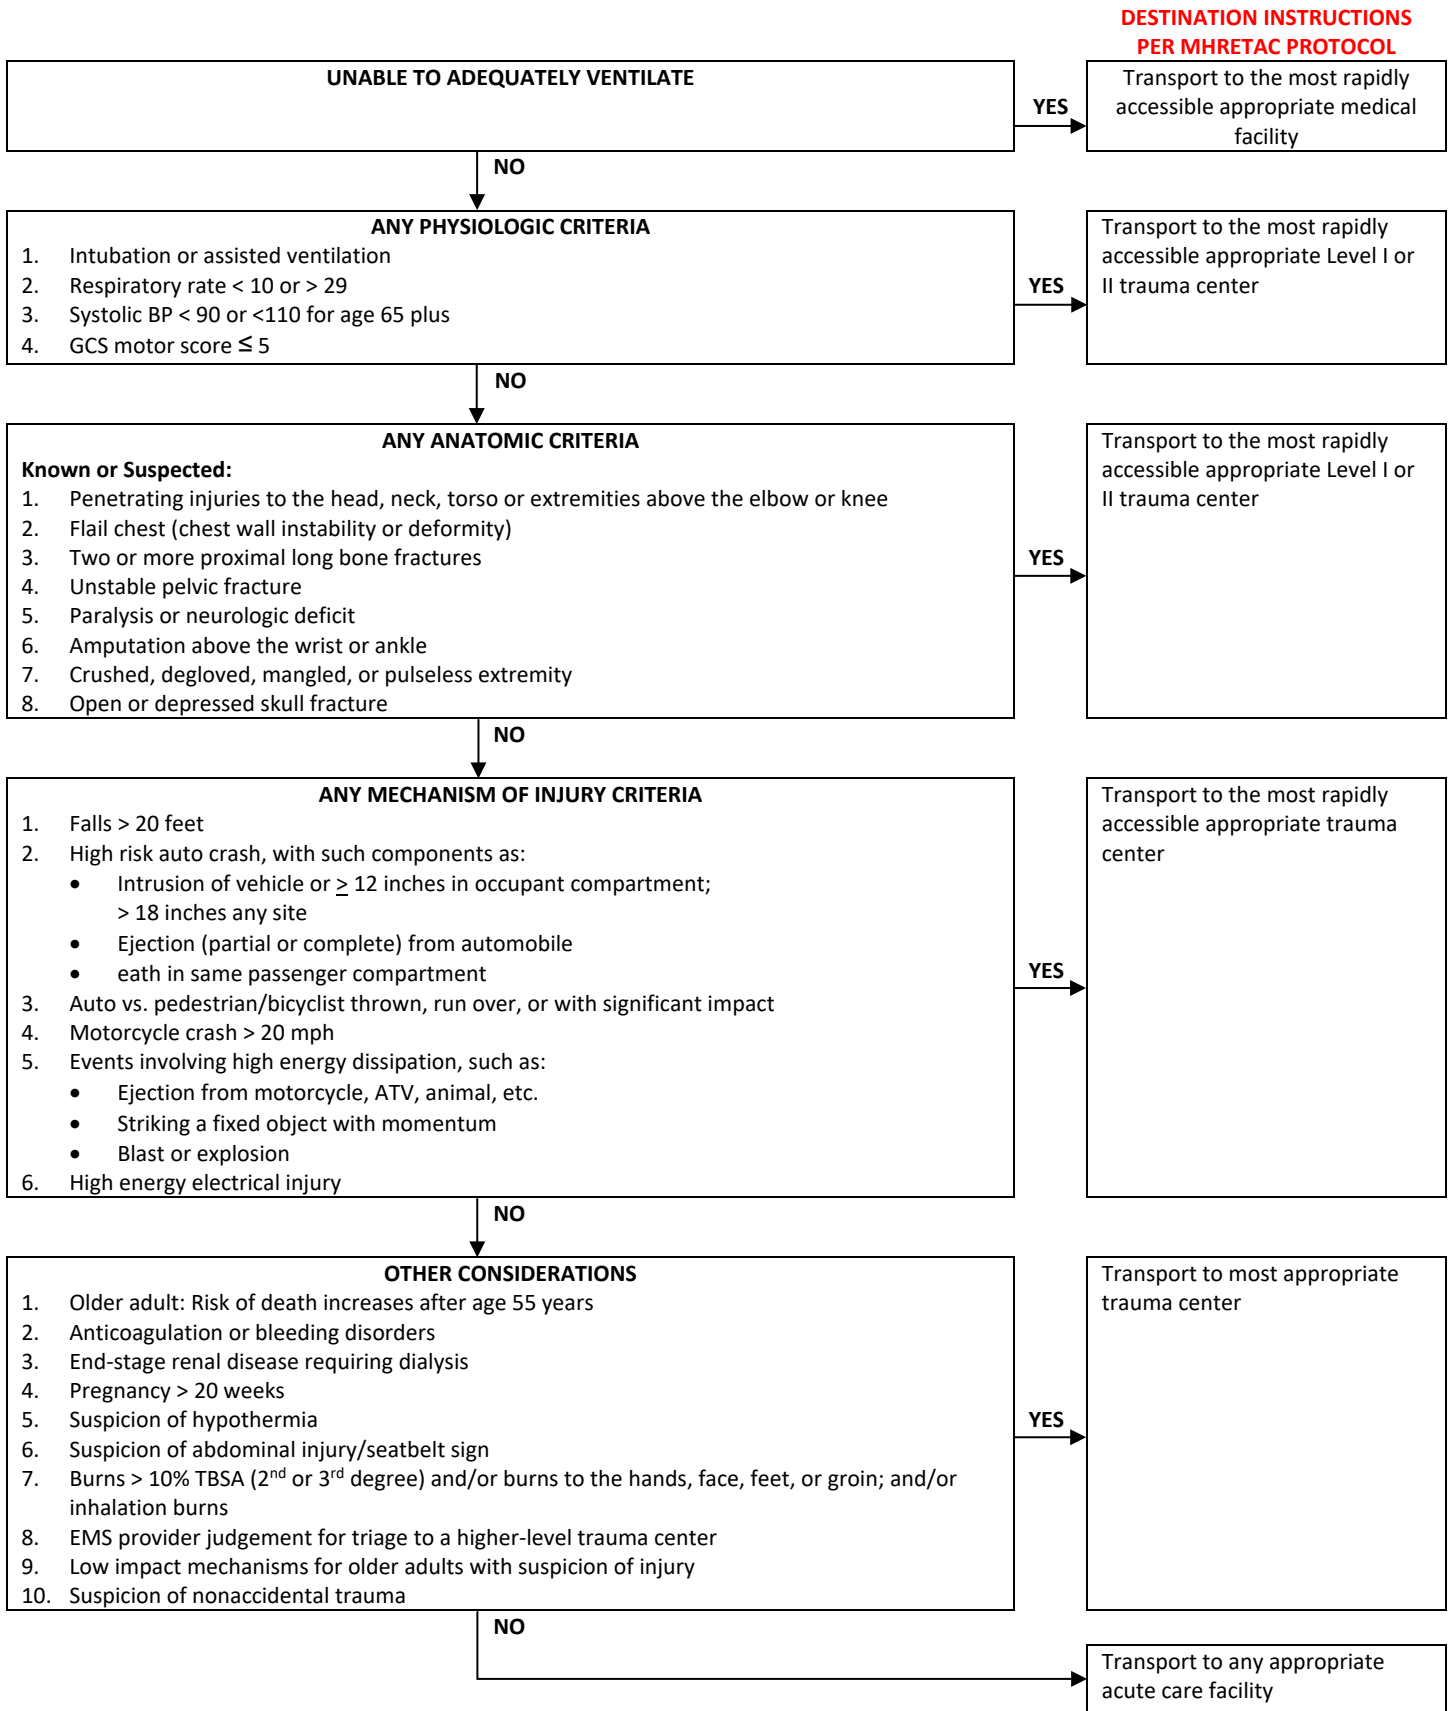 DESTINATION INSTRUCTIONS
PER MHRETAC PROTOCOL
UNABLE TO ADEQUATELY VENTILATE
YES
Transport to the most rapidly
accessible appropriate medical
facility
NO
ANY PHYSIOLOGIC CRITERIA
1. Intubation or assisted ventilation
2. Respiratory rate < 10 or > 29
3. Systolic BP < 90 or <110 for age 65 plus
4. GCS motor score ≤ 5
YES
Transport to the most rapidly
accessible appropriate Level I or
II trauma center
NO
ANY ANATOMIC CRITERIA
Known or Suspected:
1. Penetrating injuries to the head, neck, torso or extremities above the elbow or knee
2. Flail chest (chest wall instability or deformity)
3. Two or more proximal long bone fractures
4. Unstable pelvic fracture
5. Paralysis or neurologic deficit
6. Amputation above the wrist or ankle
7. Crushed, degloved, mangled, or pulseless extremity
8. Open or depressed skull fracture
YES
Transport to the most rapidly
accessible appropriate Level I or
II trauma center
NO
ANY MECHANISM OF INJURY CRITERIA
1. Falls > 20 feet
2. High risk auto crash, with such components as:
• Intrusion of vehicle or ≥ 12 inches in occupant compartment;
> 18 inches any site
• Ejection (partial or complete) from automobile
• eath in same passenger compartment
3. Auto vs. pedestrian/bicyclist thrown, run over, or with significant impact
4. Motorcycle crash > 20 mph
5. Events involving high energy dissipation, such as:
• Ejection from motorcycle, ATV, animal, etc.
• Striking a fixed object with momentum
• Blast or explosion
6. High energy electrical injury
YES
Transport to the most rapidly
accessible appropriate trauma
center
NO
OTHER CONSIDERATIONS
1. Older adult: Risk of death increases after age 55 years
2. Anticoagulation or bleeding disorders
3. End-stage renal disease requiring dialysis
4. Pregnancy > 20 weeks
5. Suspicion of hypothermia
6. Suspicion of abdominal injury/seatbelt sign
7. Burns > 10% TBSA (2nd or 3rd degree) and/or burns to the hands, face, feet, or groin; and/or
inhalation burns
8. EMS provider judgement for triage to a higher-level trauma center
9. Low impact mechanisms for older adults with suspicion of injury
10. Suspicion of nonaccidental trauma
YES
Transport to most appropriate
trauma center
NO
Transport to any appropriate
acute care facility